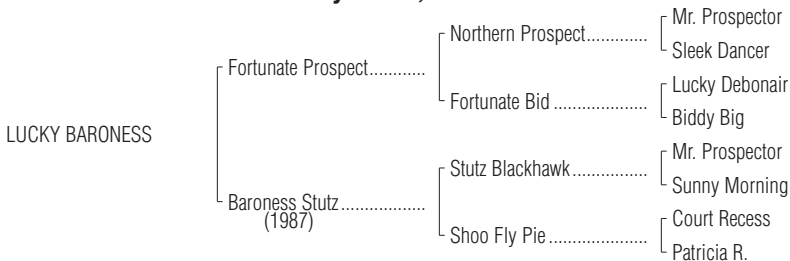 Mr. Prospector
Northern Prospect.............
Sleek Dancer
Fortunate Prospect............
Lucky Debonair
Fortunate Bid .....................
Biddy Big
LUCKY BARONESS
Mr. Prospector
Stutz Blackhawk.................
Sunny Morning
Baroness Stutz...................
(1987)
Court Recess
Shoo Fly Pie ......................
Patricia R.